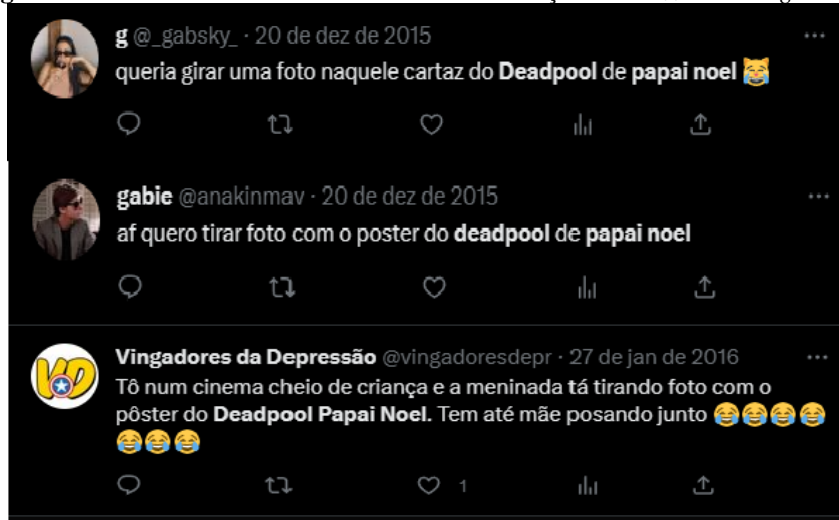 g @_gabsky_ · 20 de dez de 2015
queria girar uma foto naquele cartaz do Deadpool de papai noel 😹
gabie @anakinmav · 20 de dez de 2015
af quero tirar foto com o poster do deadpool de papai noel
VD
Vingadores da Depressão @vingadoresdepr · 27 de jan de 2016
Tô num cinema cheio de criança e a meninada tá tirando foto com o
pôster do Deadpool Papai Noel. Tem até mãe posando junto 😂😂😂😂
😂😂😂
1